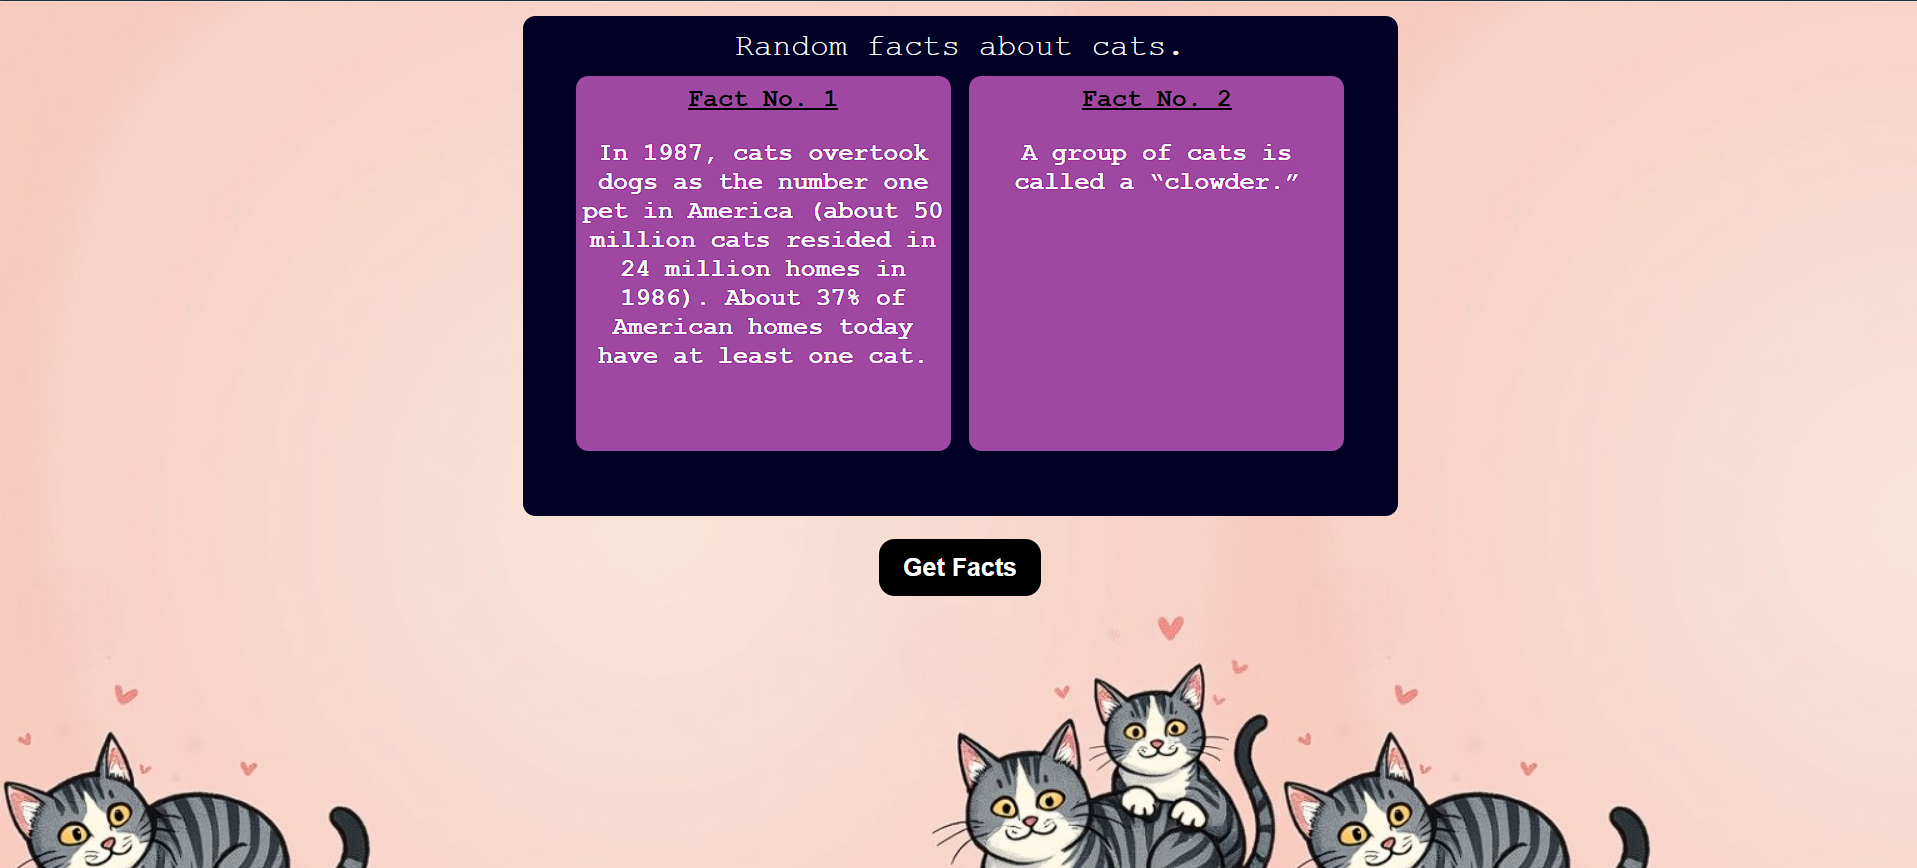 Random facts about cats.
Fact No. 1
In 1987, cats overtook
dogs as the number one
pet in America (about 50
million cats resided in
24 million homes in
1986). About 37% of
American homes today
have at least one cat.
Fact No. 2
A group of cats is
called a “clowder.”
Get Facts